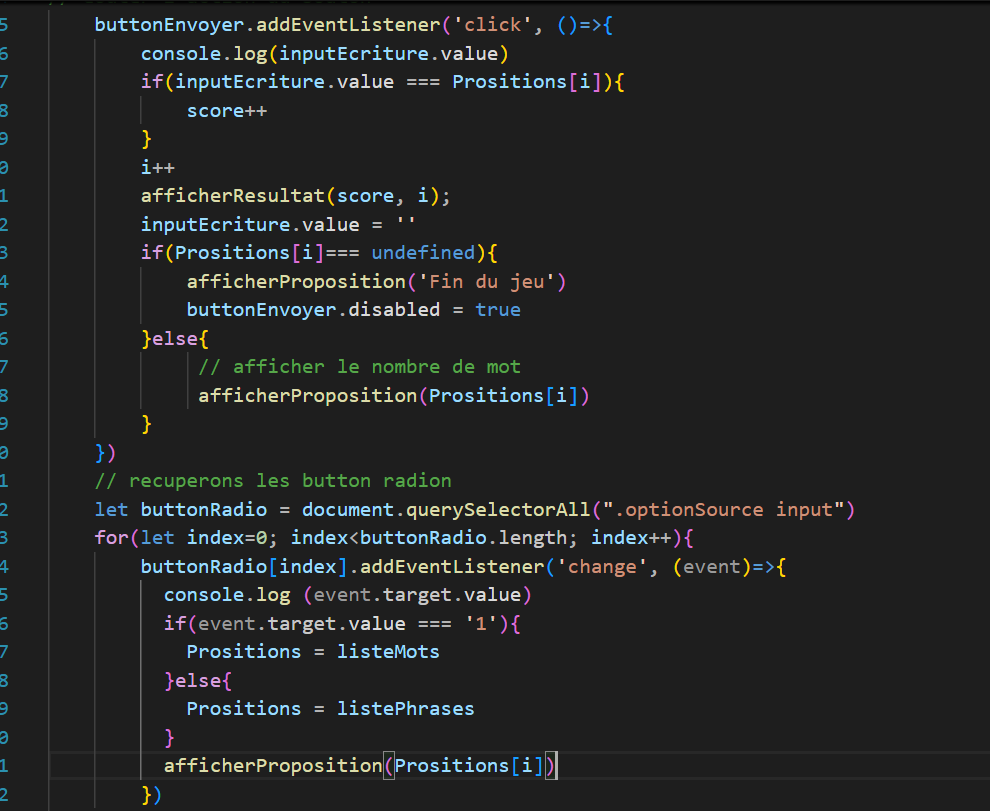 5 buttonEnvoyer.addEventListener('click', ()=>{
6 console.log(inputEcriture.value)
7 if(inputEcriture.value === Prositions[i]){
8 score++
9 }
0 i++
1 afficherResultat(score, i);
2 inputEcriture.value = ''
3 if(Prositions[i]=== undefined){
4 afficherProposition('Fin du jeu')
5 buttonEnvoyer.disabled = true
6 }else{
7 // afficher le nombre de mot
8 afficherProposition(Prositions[i])
9 }
0 })
1 // recuperons les button radion
2 let buttonRadio = document.querySelectorAll(".optionSource input")
3 for(let index=0; index<buttonRadio.length; index++){
4 buttonRadio[index].addEventListener('change', (event)=>{
5 console.log (event.target.value)
6 if(event.target.value === '1'){
7 Prositions = listeMots
8 }else{
9 Prositions = listePhrases
0 }
1 afficherProposition(Prositions[i])
2 })